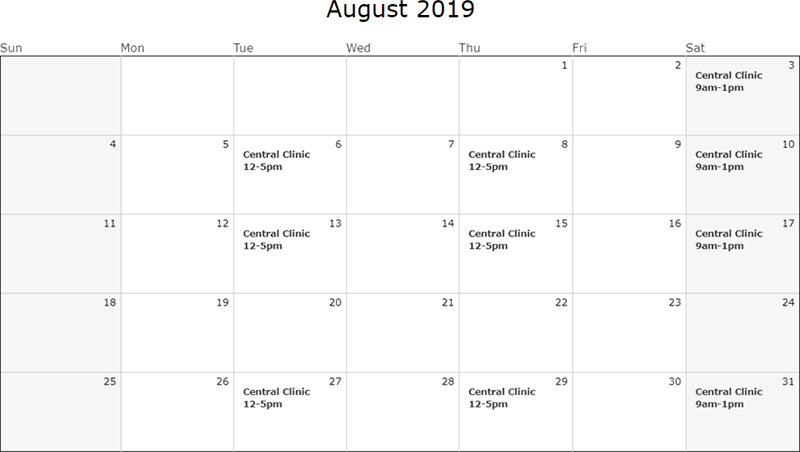 August 2019
Sun Mon Tue Wed Thu Fri Sat
1 2 3
Central Clinic
9am-1pm
4 5 6 7 8 9 10
Central Clinic Central Clinic Central Clinic
12-5pm 12-5pm 9am-1pm
11 12 13 14 15 16 17
Central Clinic Central Clinic Central Clinic
12-5pm 12-5pm 9am-1pm
18 19 20 21 22 23 24
25 26 27 28 29 30 31
Central Clinic Central Clinic Central Clinic
12-5pm 12-5pm 9am-1pm